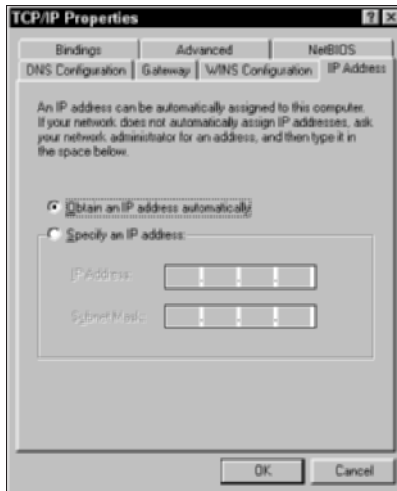 TCP/IP Properties
Bindings
Advanced
NetBIOS
DNS Configuration
Gateway
WINS Configuration
IP Address
An IP address can be automatically assigned to this computer.
If your network does not automatically assign IP addresses, ask
your network administrator for an address, and then type it in
the space below.
Obtain an IP address automatically
Specify an IP address:
IP Address:
Subnet Mask:
OK
Cancel